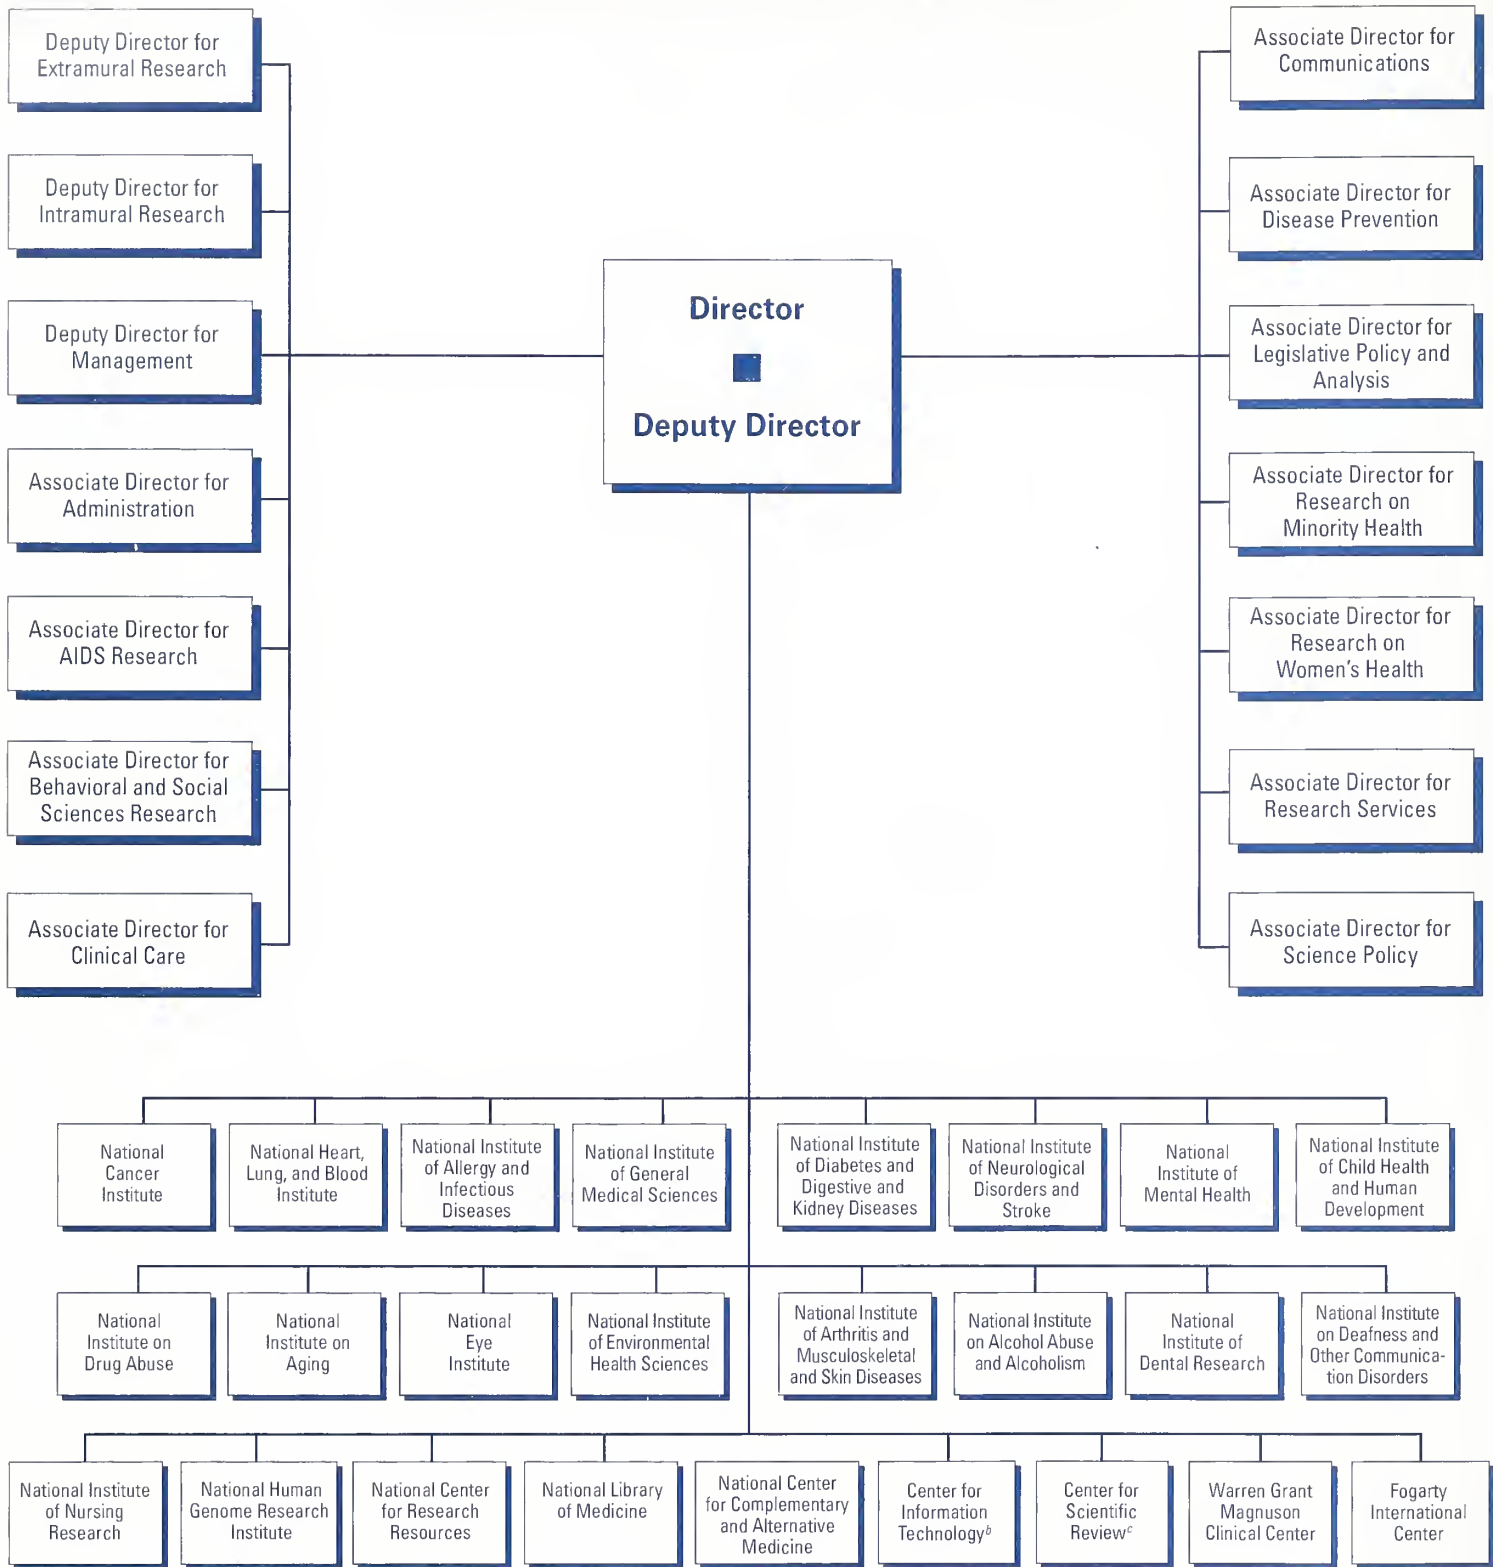 Deputy Director for
Extramural Research
Deputy Director for
Intramural Research
Deputy Director for
Management
Associate Director for
Administration
Associate Director for
AIDS Research
Associate Director for
Behavioral and Social
Sciences Research
Associate Director for
Clinical Care
Director
Deputy Director
Associate Director for
Communications
Associate Director for
Disease Prevention
Associate Director for
Legislative Policy and
Analysis
Associate Director for
Research on
Minority Health
Associate Director for
Research on
Women's Health
Associate Director for
Research Services
Associate Director for
Science Policy
National
Cancer
Institute
National Heart,
Lung, and Blood
Institute
National Institute
of Allergy and
Infectious
Diseases
National Institute
of General
Medical Sciences
National Institute
of Diabetes and
Digestive and
Kidney Diseases
National Institute
of Neurological
Disorders and
Stroke
National
Institute of
Mental Health
National Institute
of Child Health
and Human
Development
National
Institute on
Drug Abuse
National
Institute on
Aging
National
Eye
Institute
National Institute
of Environmental
Health Sciences
National Institute
of Arthritis and
Musculoskeletal
and Skin Diseases
National Institute
on Alcohol Abuse
and Alcoholism
National
Institute of
Dental Research
National Institute
on Deafness and
Other Communica-
tion Disorders
National Institute
of Nursing
Research
National Human
Genome Research
Institute
National Center
for Research
Resources
National Library
of Medicine
National Center
for Complementary
and Alternative
Medicine
Center for
Information
Technologyᵇ
Center for
Scientific
Reviewᶜ
Warren Grant
Magnuson
Clinical Center
Fogarty
International
Center